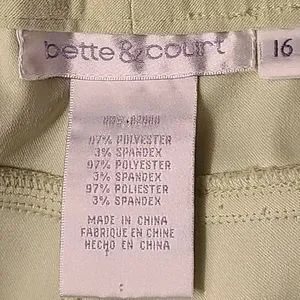 bette & court
16
97% POLYESTER
3% SPANDEX
97% POLYESTER
3% SPANDEX
97% POLIESTER
3% SPANDEX
MADE IN CHINA
FABRIQUE EN CHINE
HECHO EN CHINA